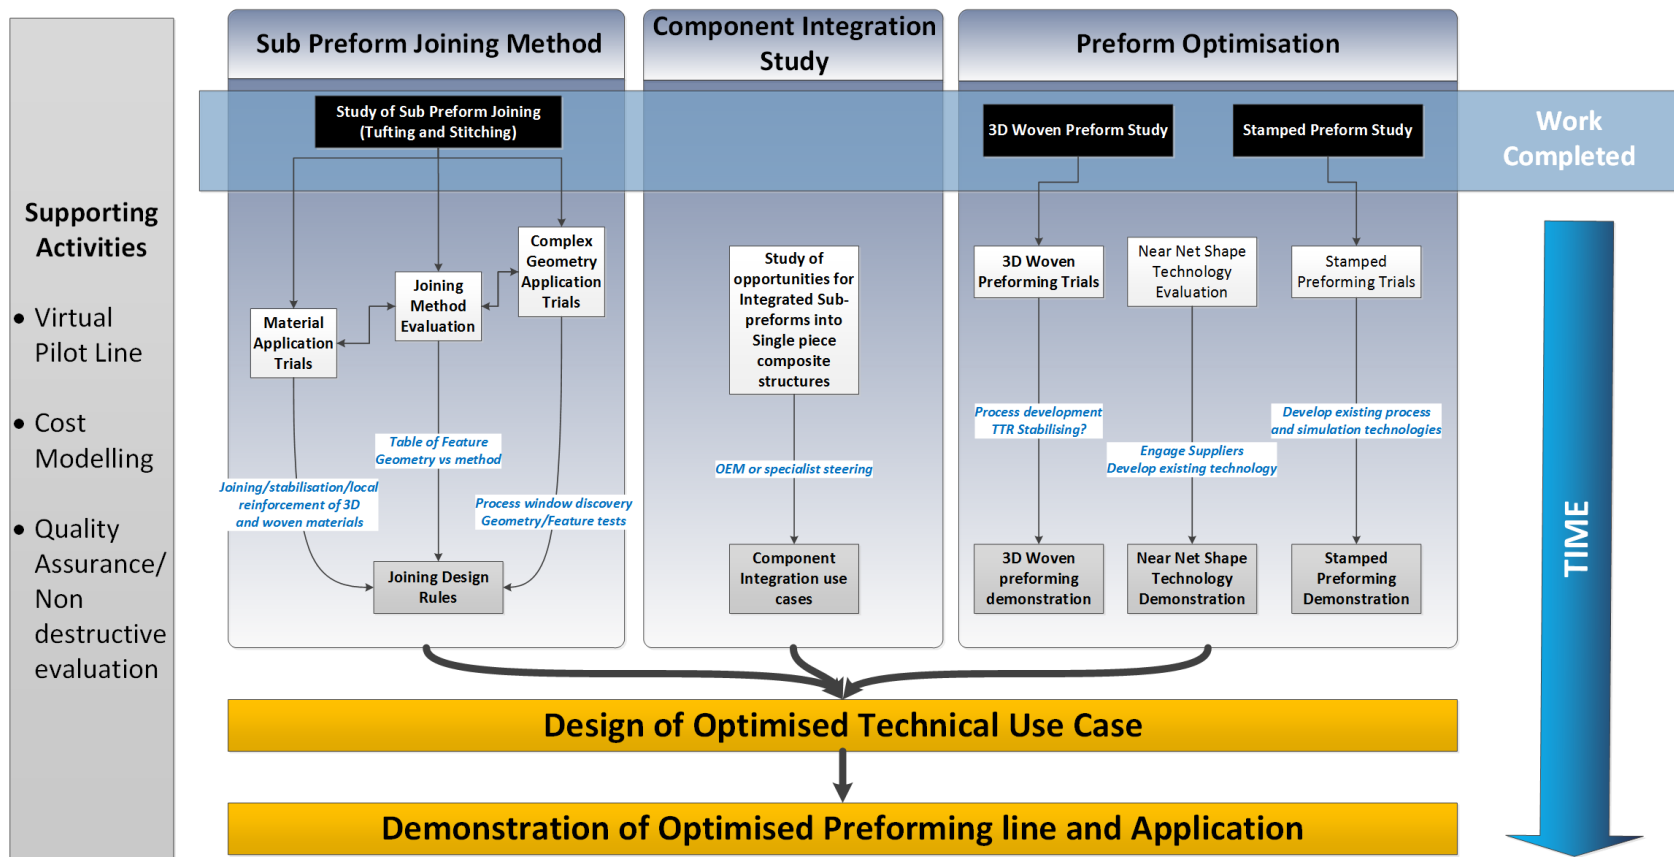 Supporting
Activities
• Virtual
Pilot Line
• Cost
Modelling
• Quality
Assurance/
Non
destructive
evaluation
Sub Preform Joining Method
Study of Sub Preform Joining
(Tufting and Stitching)
Material
Application
Trials
Joining
Method
Evaluation
Complex
Geometry
Application
Trials
Joining/stabilisation/local
reinforcement of 3D
and woven materials
Table of Feature
Geometry vs method
Process window discovery
Geometry/Feature tests
Joining Design
Rules
Component Integration
Study
Study of
opportunities for
Integrated Sub-
preforms into
Single piece
composite
structures
OEM or specialist steering
Component
Integration use
cases
Preform Optimisation
3D Woven Preform Study
Stamped Preform Study
3D Woven
Preforming Trials
Near Net Shape
Technology
Evaluation
Stamped
Preforming Trials
Process development
TTR Stabilising?
Engage Suppliers
Develop existing technology
Develop existing process
and simulation technologies
3D Woven
preforming
demonstration
Near Net Shape
Technology
Demonstration
Stamped
Preforming
Demonstration
Work
Completed
TIME
Design of Optimised Technical Use Case
Demonstration of Optimised Preforming line and Application